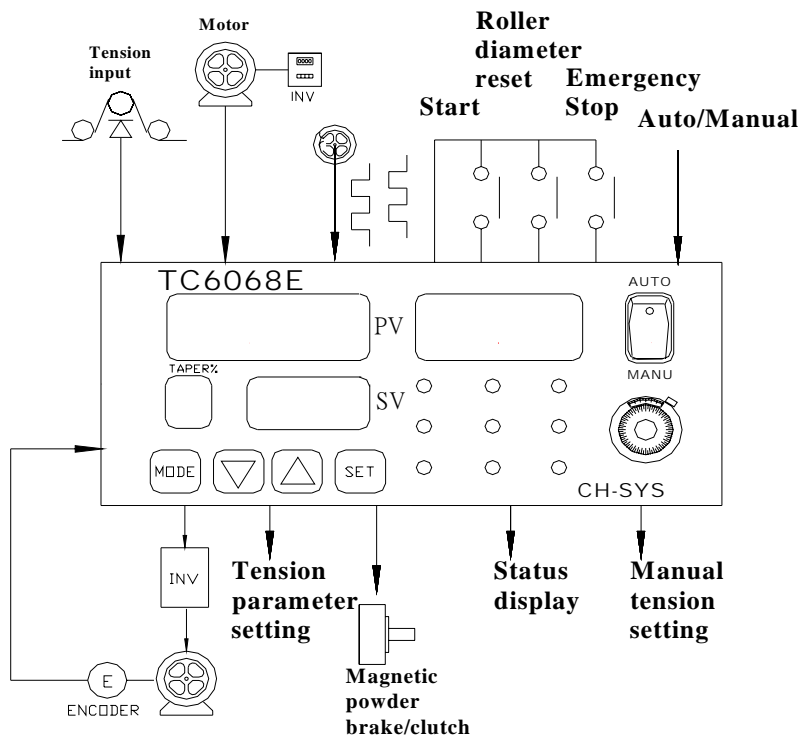 Motor
Tension
input
INV
Roller
diameter
reset
Emergency
Stop
Start
Auto/Manual
TC6068E
AUTO
PV
TAPER%
MANU
SV
MODE
SET
CH-SYS
INV
Tension
parameter
setting
Status
display
Manual
tension
setting
E
ENCODER
Magnetic
powder
brake/clutch